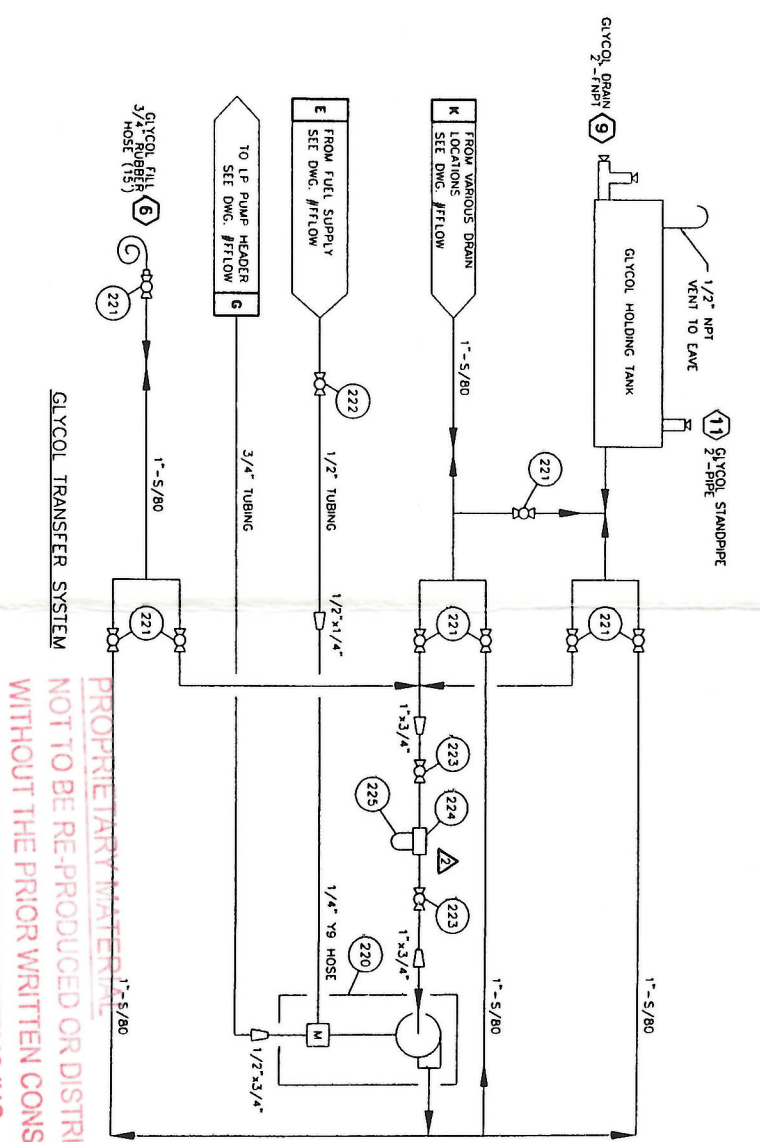 GLYCOL DRAIN
2"-FNPT
9
1/2" NPT
VENT TO EAVE
GLYCOL HOLDING TANK
11
GLYCOL STANDPIPE
2"-PIPE
K
FROM VARIOUS DRAIN
LOCATIONS
SEE DWG. #FFLOW
1"-S/80
221
221
221
1"-S/80
E
FROM FUEL SUPPLY
SEE DWG. #FFLOW
222
1/2" TUBING
1/2"x1/4"
1"x3/4"
223
224
225
2
223
1"x3/4"
1"-S/80
1/4" Y9 HOSE
220
M
TO LP PUMP HEADER
SEE DWG. #FFLOW
G
3/4" TUBING
1/2"x3/4"
GLYCOL FILL
3/4" RUBBER
HOSE (15')
6
221
1"-S/80
221
1"-S/80
GLYCOL TRANSFER SYSTEM
PROPRIETARY MATERIAL
NOT TO BE RE-PRODUCED OR DISTRI
WITHOUT THE PRIOR WRITTEN CONS